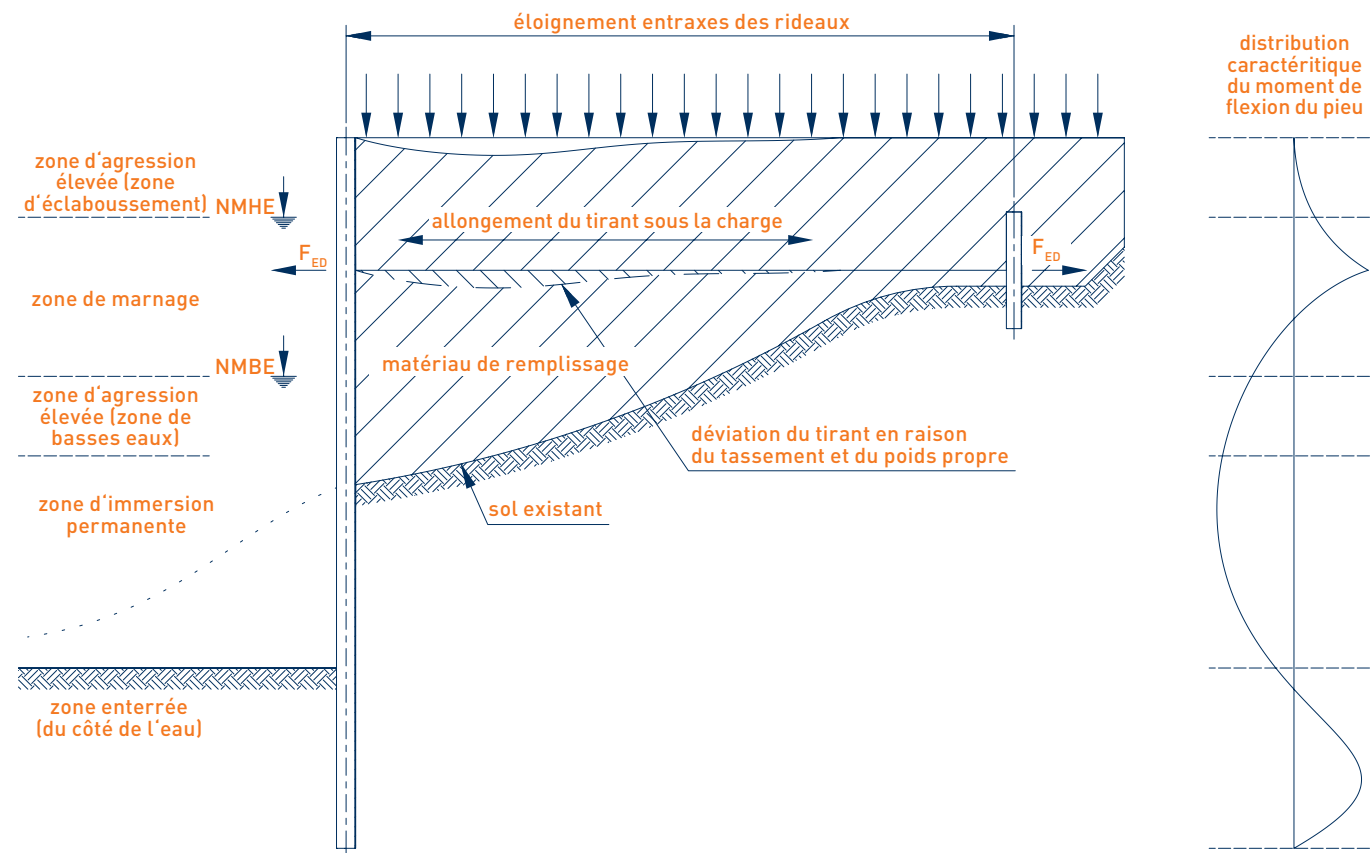 éloignement entraxes des rideaux
distribution
caractéritique
du moment de
flexion du pieu
zone d'agression
élevée (zone
d'éclaboussement)
NMHE
allongement du tirant sous la charge
F_ED
F_ED
zone de marnage
NMBE
matériau de remplissage
zone d'agression
élevée (zone de
basses eaux)
déviation du tirant en raison
du tassement et du poids propre
zone d'immersion
permanente
sol existant
zone enterrée
(du côté de l'eau)